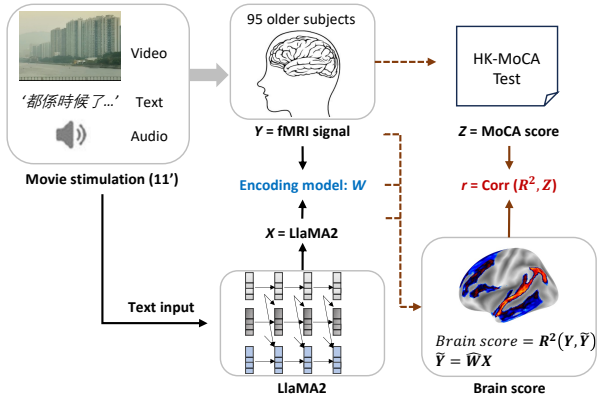 Video
‘都係時候了...’ Text
Audio
Movie stimulation (11’)
95 older subjects
Y = fMRI signal
Encoding model: W
X = LlaMA2
Text input
LlaMA2
HK-MoCA
Test
Z = MoCA score
r = Corr (R², Z)
Brain score = R²(Y, Ỹ)
Ỹ = ŴX
Brain score